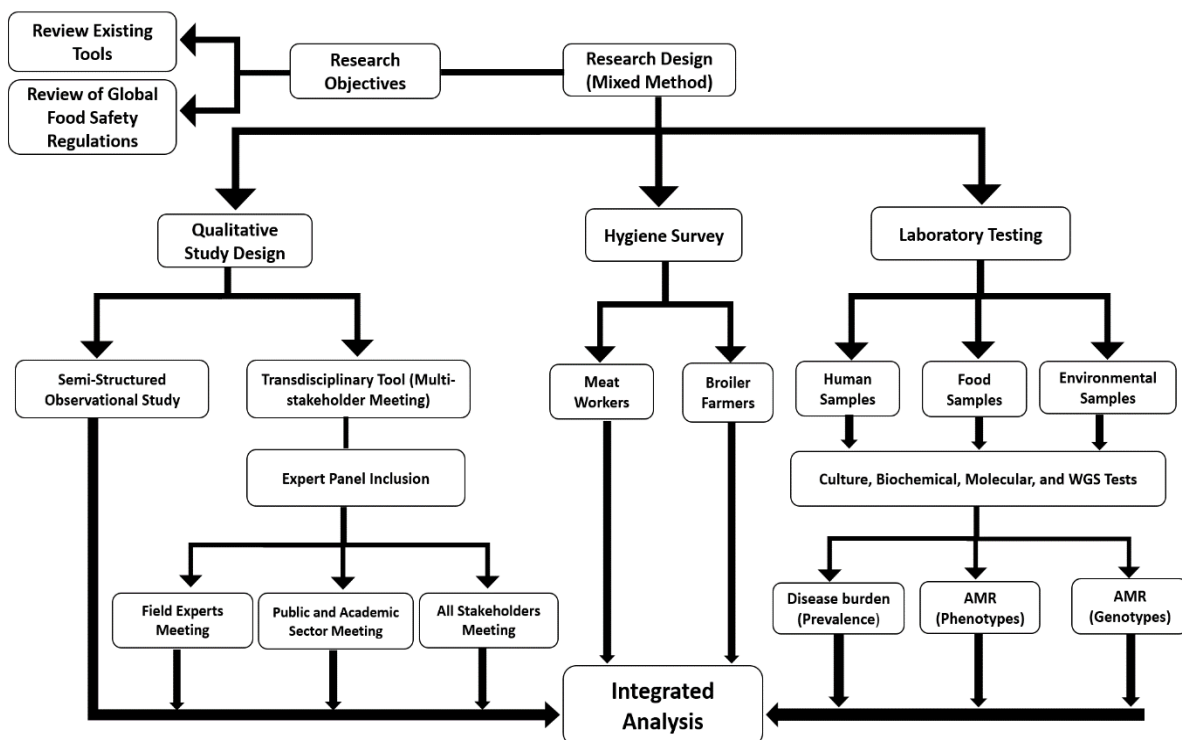 Review Existing
Tools
Research
Objectives
Research Design
(Mixed Method)
Review of Global
Food Safety
Regulations
Qualitative
Study Design
Hygiene Survey
Laboratory Testing
Semi-Structured
Observational Study
Transdisciplinary Tool (Multi-
stakeholder Meeting)
Meat
Workers
Broiler
Farmers
Human
Samples
Food
Samples
Environmental
Samples
Expert Panel Inclusion
Culture, Biochemical, Molecular, and WGS Tests
Field Experts
Meeting
Public and Academic
Sector Meeting
All Stakeholders
Meeting
Disease burden
(Prevalence)
AMR
(Phenotypes)
AMR
(Genotypes)
Integrated
Analysis